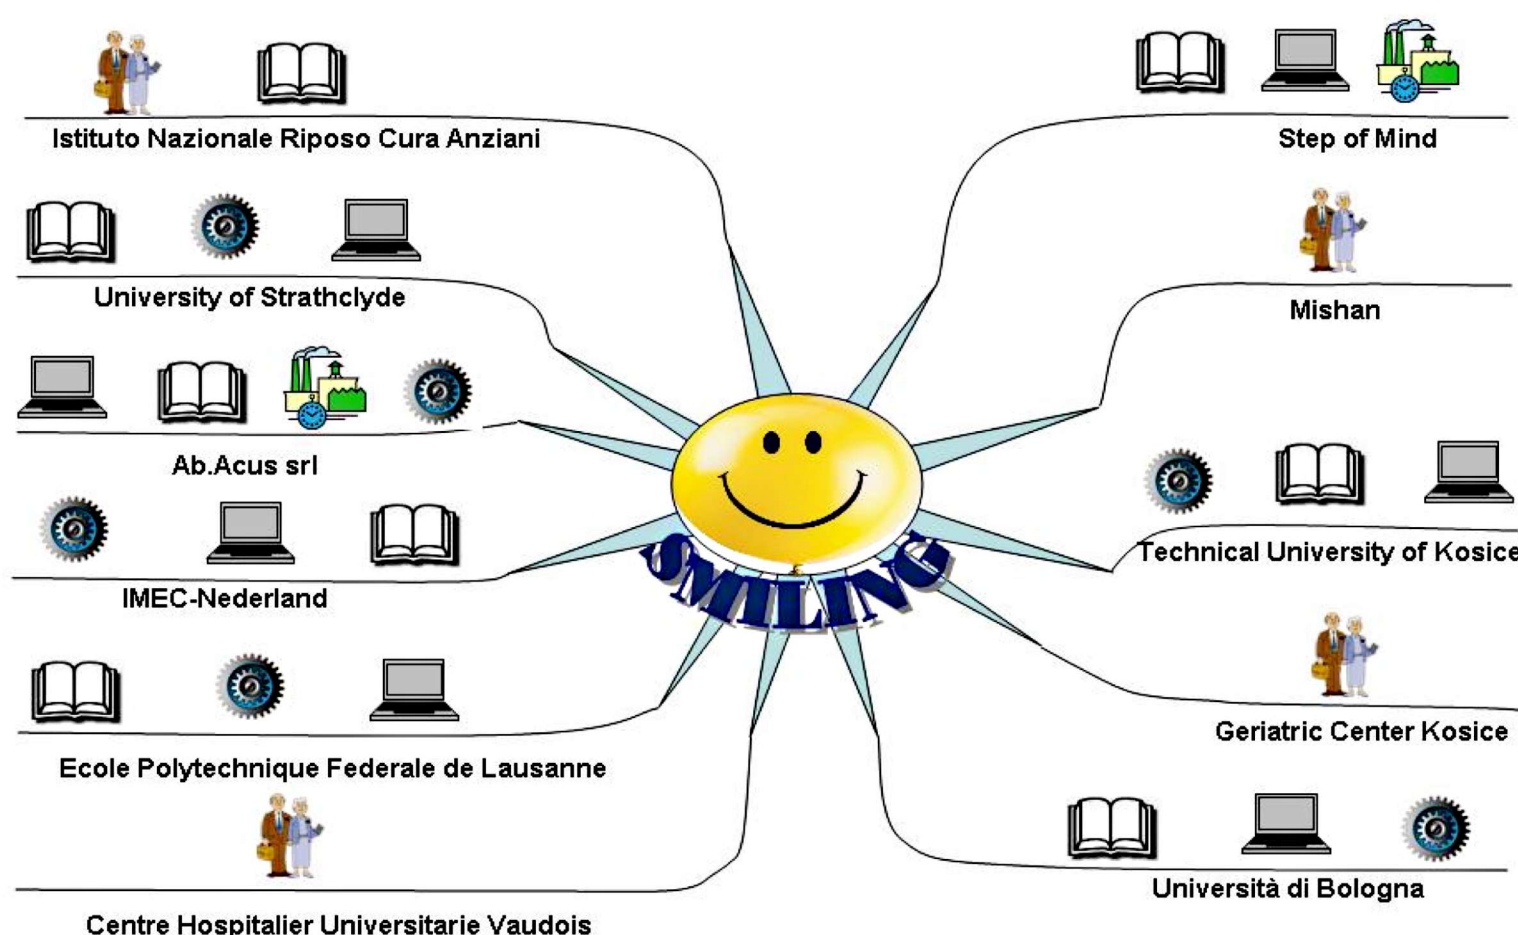 Istituto Nazionale Riposo Cura Anziani
Step of Mind
University of Strathclyde
Mishan
Ab.Acus srl
Technical University of Kosice
IMEC-Nederland
SMILING
Geriatric Center Kosice
Ecole Polytechnique Federale de Lausanne
Università di Bologna
Centre Hospitalier Universitarie Vaudois